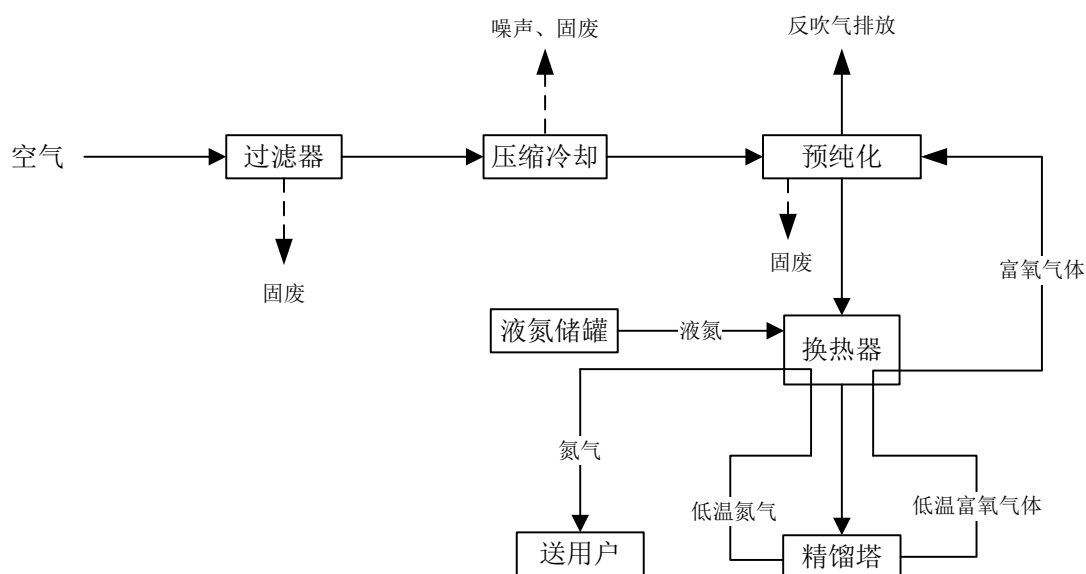 噪声、固废
反吹气排放
空气
过滤器
压缩冷却
预纯化
固废
固废
富氧气体
液氮储罐
液氮
换热器
氮气
低温氮气
低温富氧气体
送用户
精馏塔